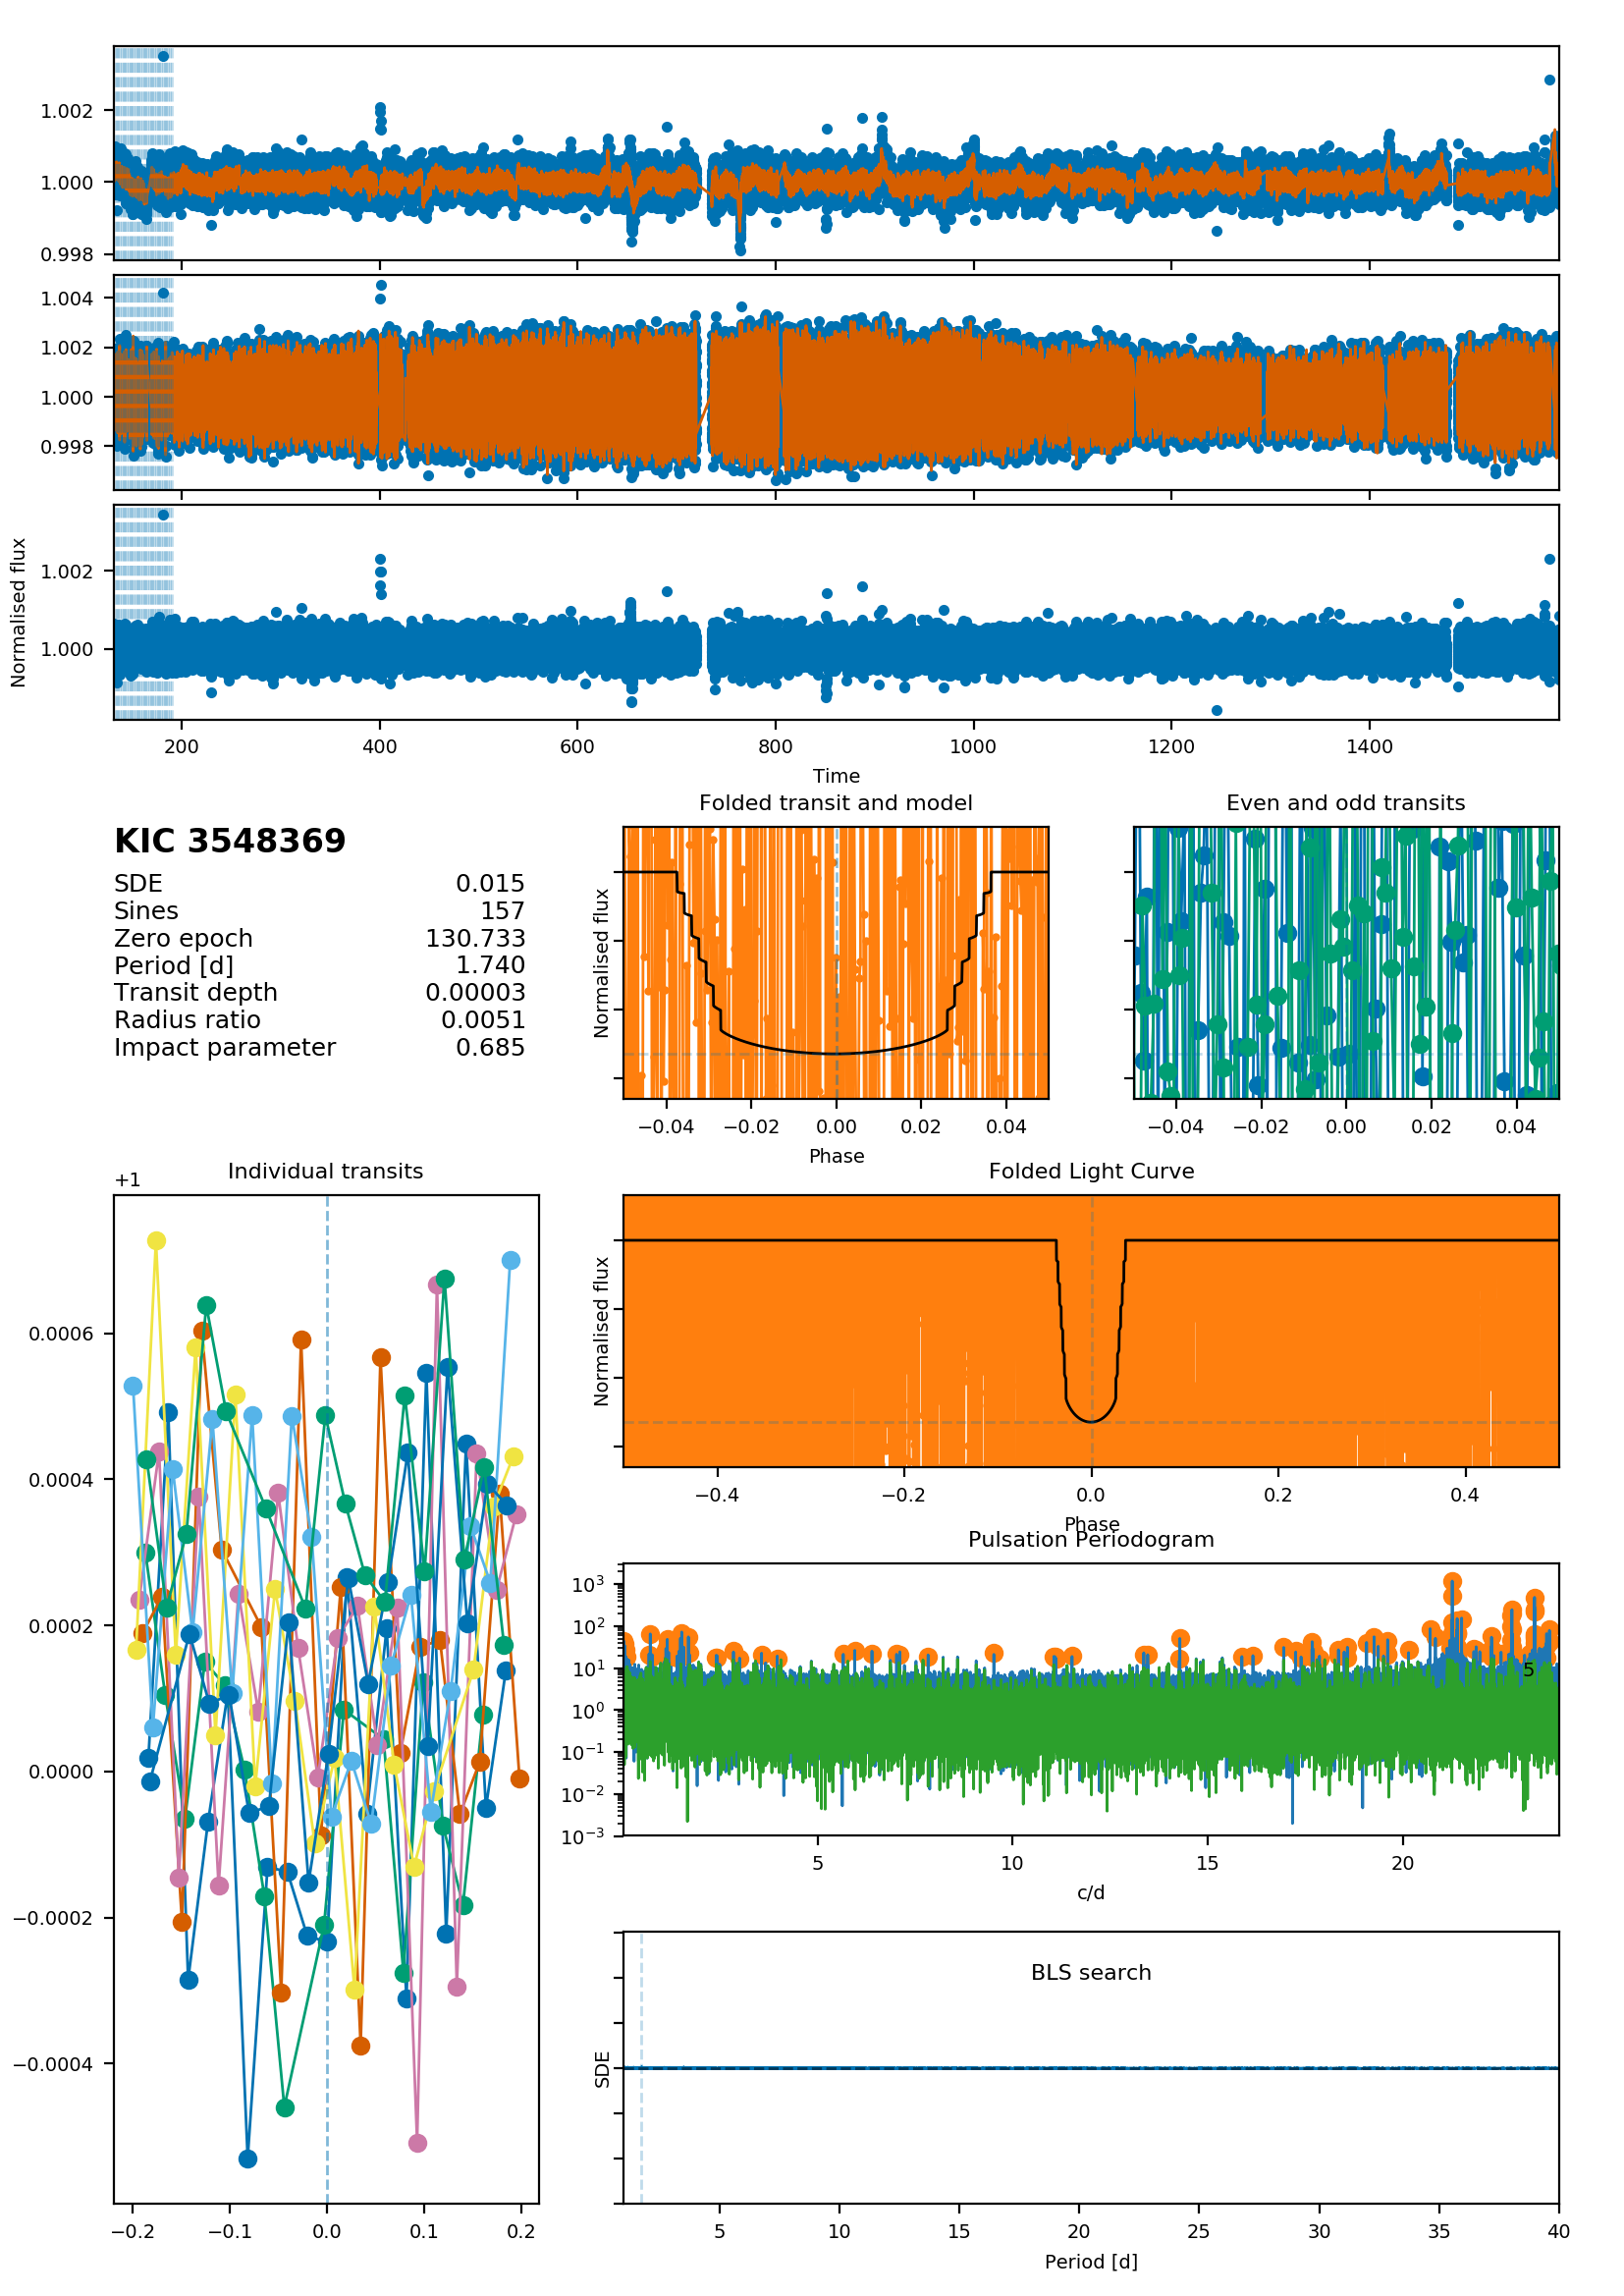 1.002
1.000
0.998
1.004
1.002
1.000
0.998
1.002
1.000
Normalised flux
200 400 600 800 1000 1200 1400
Time
KIC 3548369
SDE 0.015
Sines 157
Zero epoch 130.733
Period [d] 1.740
Transit depth 0.00003
Radius ratio 0.0051
Impact parameter 0.685
Folded transit and model
Normalised flux
−0.04 −0.02 0.00 0.02 0.04
Phase
Even and odd transits
−0.04 −0.02 0.00 0.02 0.04
Individual transits
+1
0.0006
0.0004
0.0002
0.0000
−0.0002
−0.0004
−0.2 −0.1 0.0 0.1 0.2
Folded Light Curve
Normalised flux
−0.4 −0.2 0.0 0.2 0.4
Phase
Pulsation Periodogram
10³
10²
10¹
10⁰
10⁻¹
10⁻²
10⁻³
5
5 10 15 20
c/d
BLS search
SDE
5 10 15 20 25 30 35 40
Period [d]